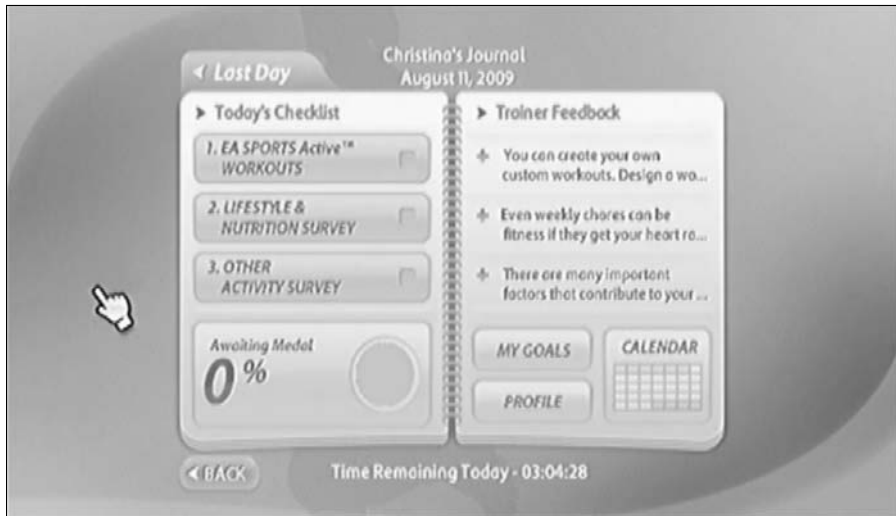 Last Day
Christina's Journal
August 11, 2009
Today's Checklist
1. EA SPORTS Active™
WORKOUTS
2. LIFESTYLE &
NUTRITION SURVEY
3. OTHER
ACTIVITY SURVEY
Awaiting Medal
0%
Trainer Feedback
You can create your own
custom workouts. Design a wo...
Even weekly chores can be
fitness if they get your heart ra...
There are many important
factors that contribute to your ...
MY GOALS
PROFILE
CALENDAR
BACK
Time Remaining Today - 03:04:28